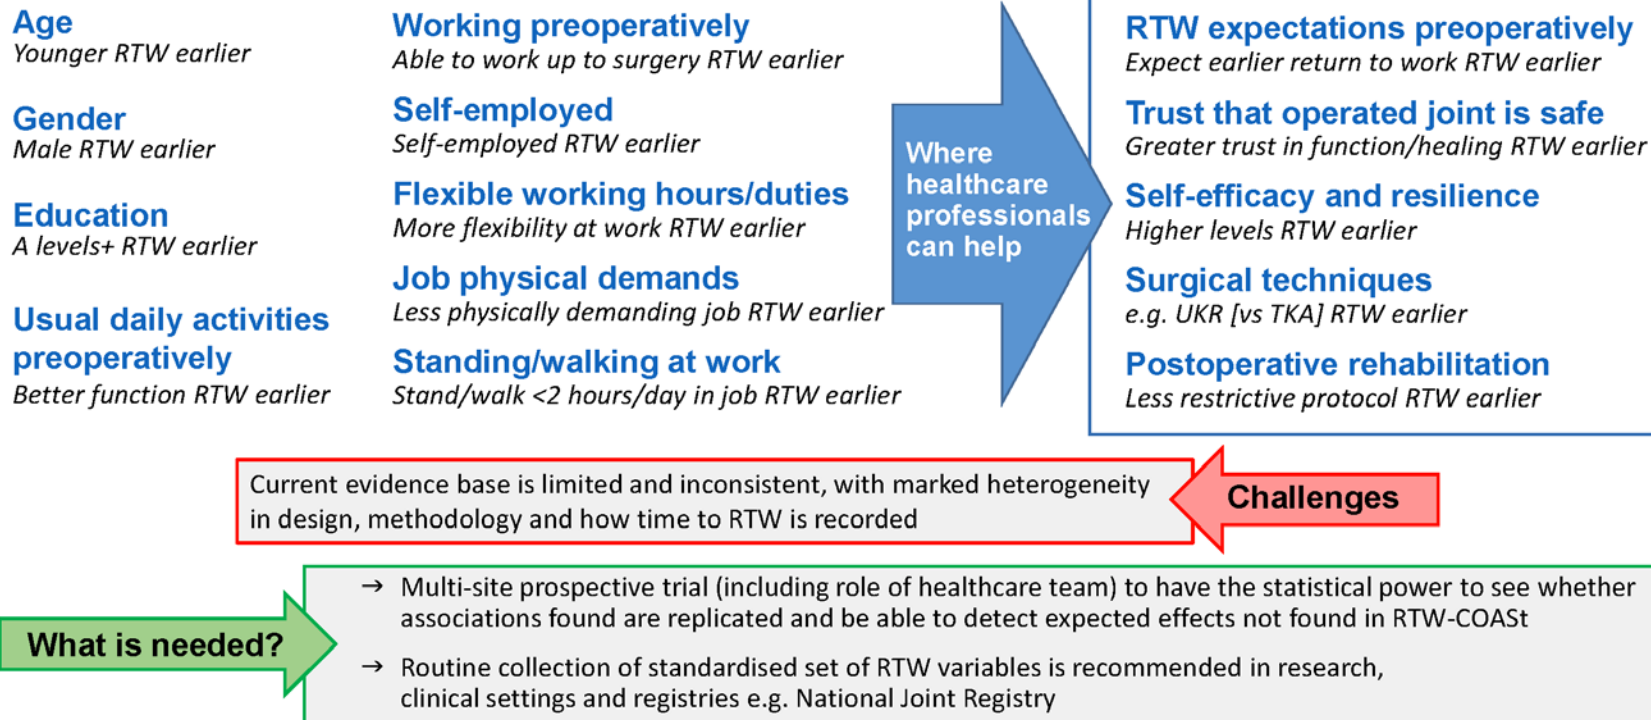 Age
Younger RTW earlier
Gender
Male RTW earlier
Education
A levels+ RTW earlier
Usual daily activities
preoperatively
Better function RTW earlier
Working preoperatively
Able to work up to surgery RTW earlier
Self-employed
Self-employed RTW earlier
Flexible working hours/duties
More flexibility at work RTW earlier
Job physical demands
Less physically demanding job RTW earlier
Standing/walking at work
Stand/walk <2 hours/day in job RTW earlier
Where
healthcare
professionals
can help
RTW expectations preoperatively
Expect earlier return to work RTW earlier
Trust that operated joint is safe
Greater trust in function/healing RTW earlier
Self-efficacy and resilience
Higher levels RTW earlier
Surgical techniques
e.g. UKR [vs TKA] RTW earlier
Postoperative rehabilitation
Less restrictive protocol RTW earlier
Current evidence base is limited and inconsistent, with marked heterogeneity
in design, methodology and how time to RTW is recorded
Challenges
What is needed?
→ Multi-site prospective trial (including role of healthcare team) to have the statistical power to see whether
associations found are replicated and be able to detect expected effects not found in RTW-COASt
→ Routine collection of standardised set of RTW variables is recommended in research,
clinical settings and registries e.g. National Joint Registry